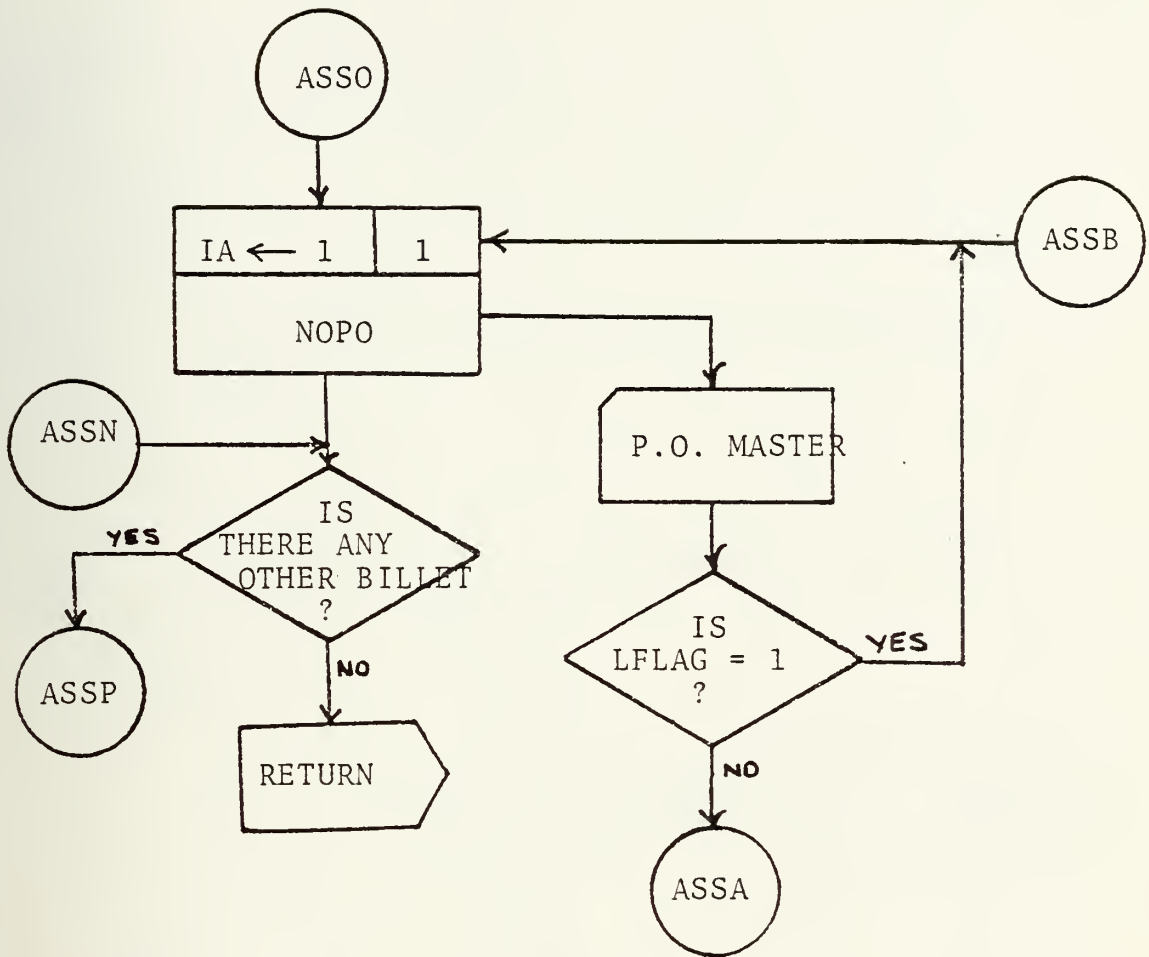 ASSO
IA ← 1
1
ASSB
NOPO
ASSN
P.O. MASTER
IS
THERE ANY
OTHER BILLET
?
YES
IS
LFLAG = 1
?
YES
ASSP
NO
RETURN
NO
ASSA